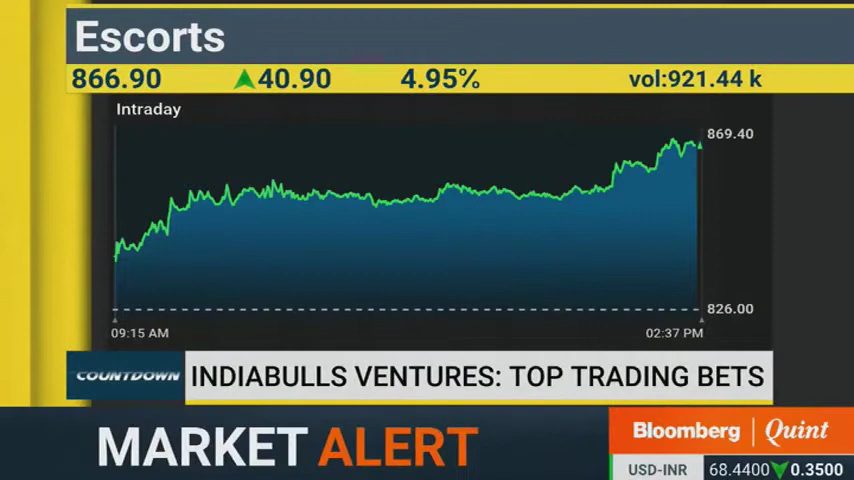 Escorts
866.90 40.90 4.95% vol:921.44 k
Intraday
869.40
826.00
09:15 AM 02:37 PM
COUNTDOWN INDIABULLS VENTURES: TOP TRADING BETS
MARKET ALERT
Bloomberg | Quint
USD-INR 68.4400 0.3500